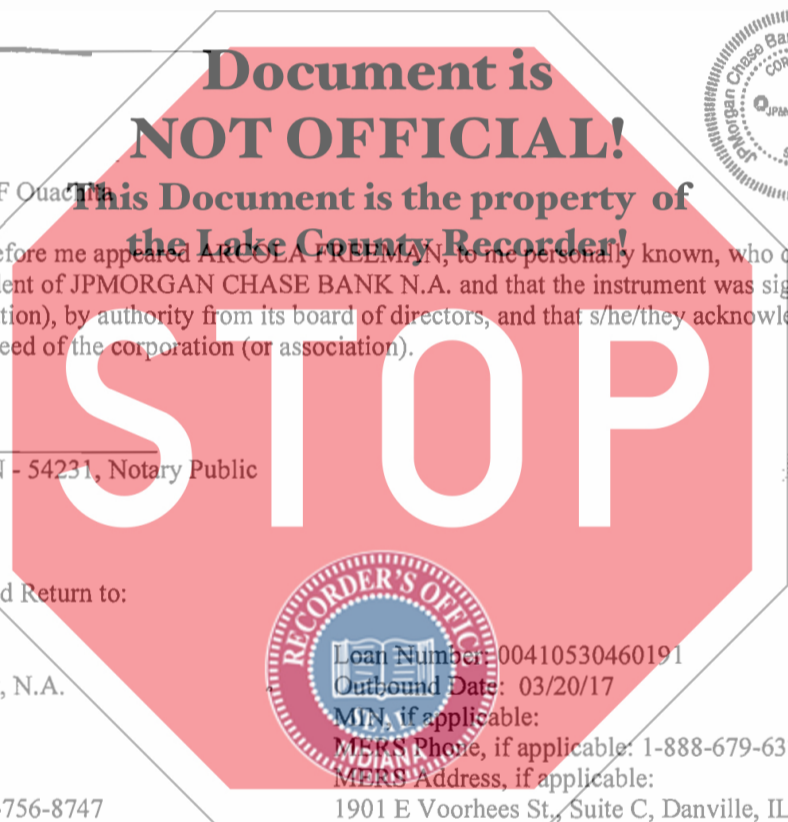 Document is
NOT OFFICIAL!
This Document is the property of
the Lake County Recorder!
JPMorgan Chase
F Ouachita
efore me appeared ARCOLA FREEMAN, to me personally known, who
ent of JPMORGAN CHASE BANK N.A. and that the instrument was sig
tion), by authority from its board of directors, and that s/he/they acknowle
eed of the corporation (or association).
STOP
- 54231, Notary Public
d Return to:
RECORDER'S OFFICE
INDIANA
Loan Number: 00410530460191
, N.A.
Outbound Date: 03/20/17
MIN, if applicable:
MERS Phone, if applicable: 1-888-679-63
MERS Address, if applicable:
-756-8747
1901 E Voorhees St., Suite C, Danville, IL